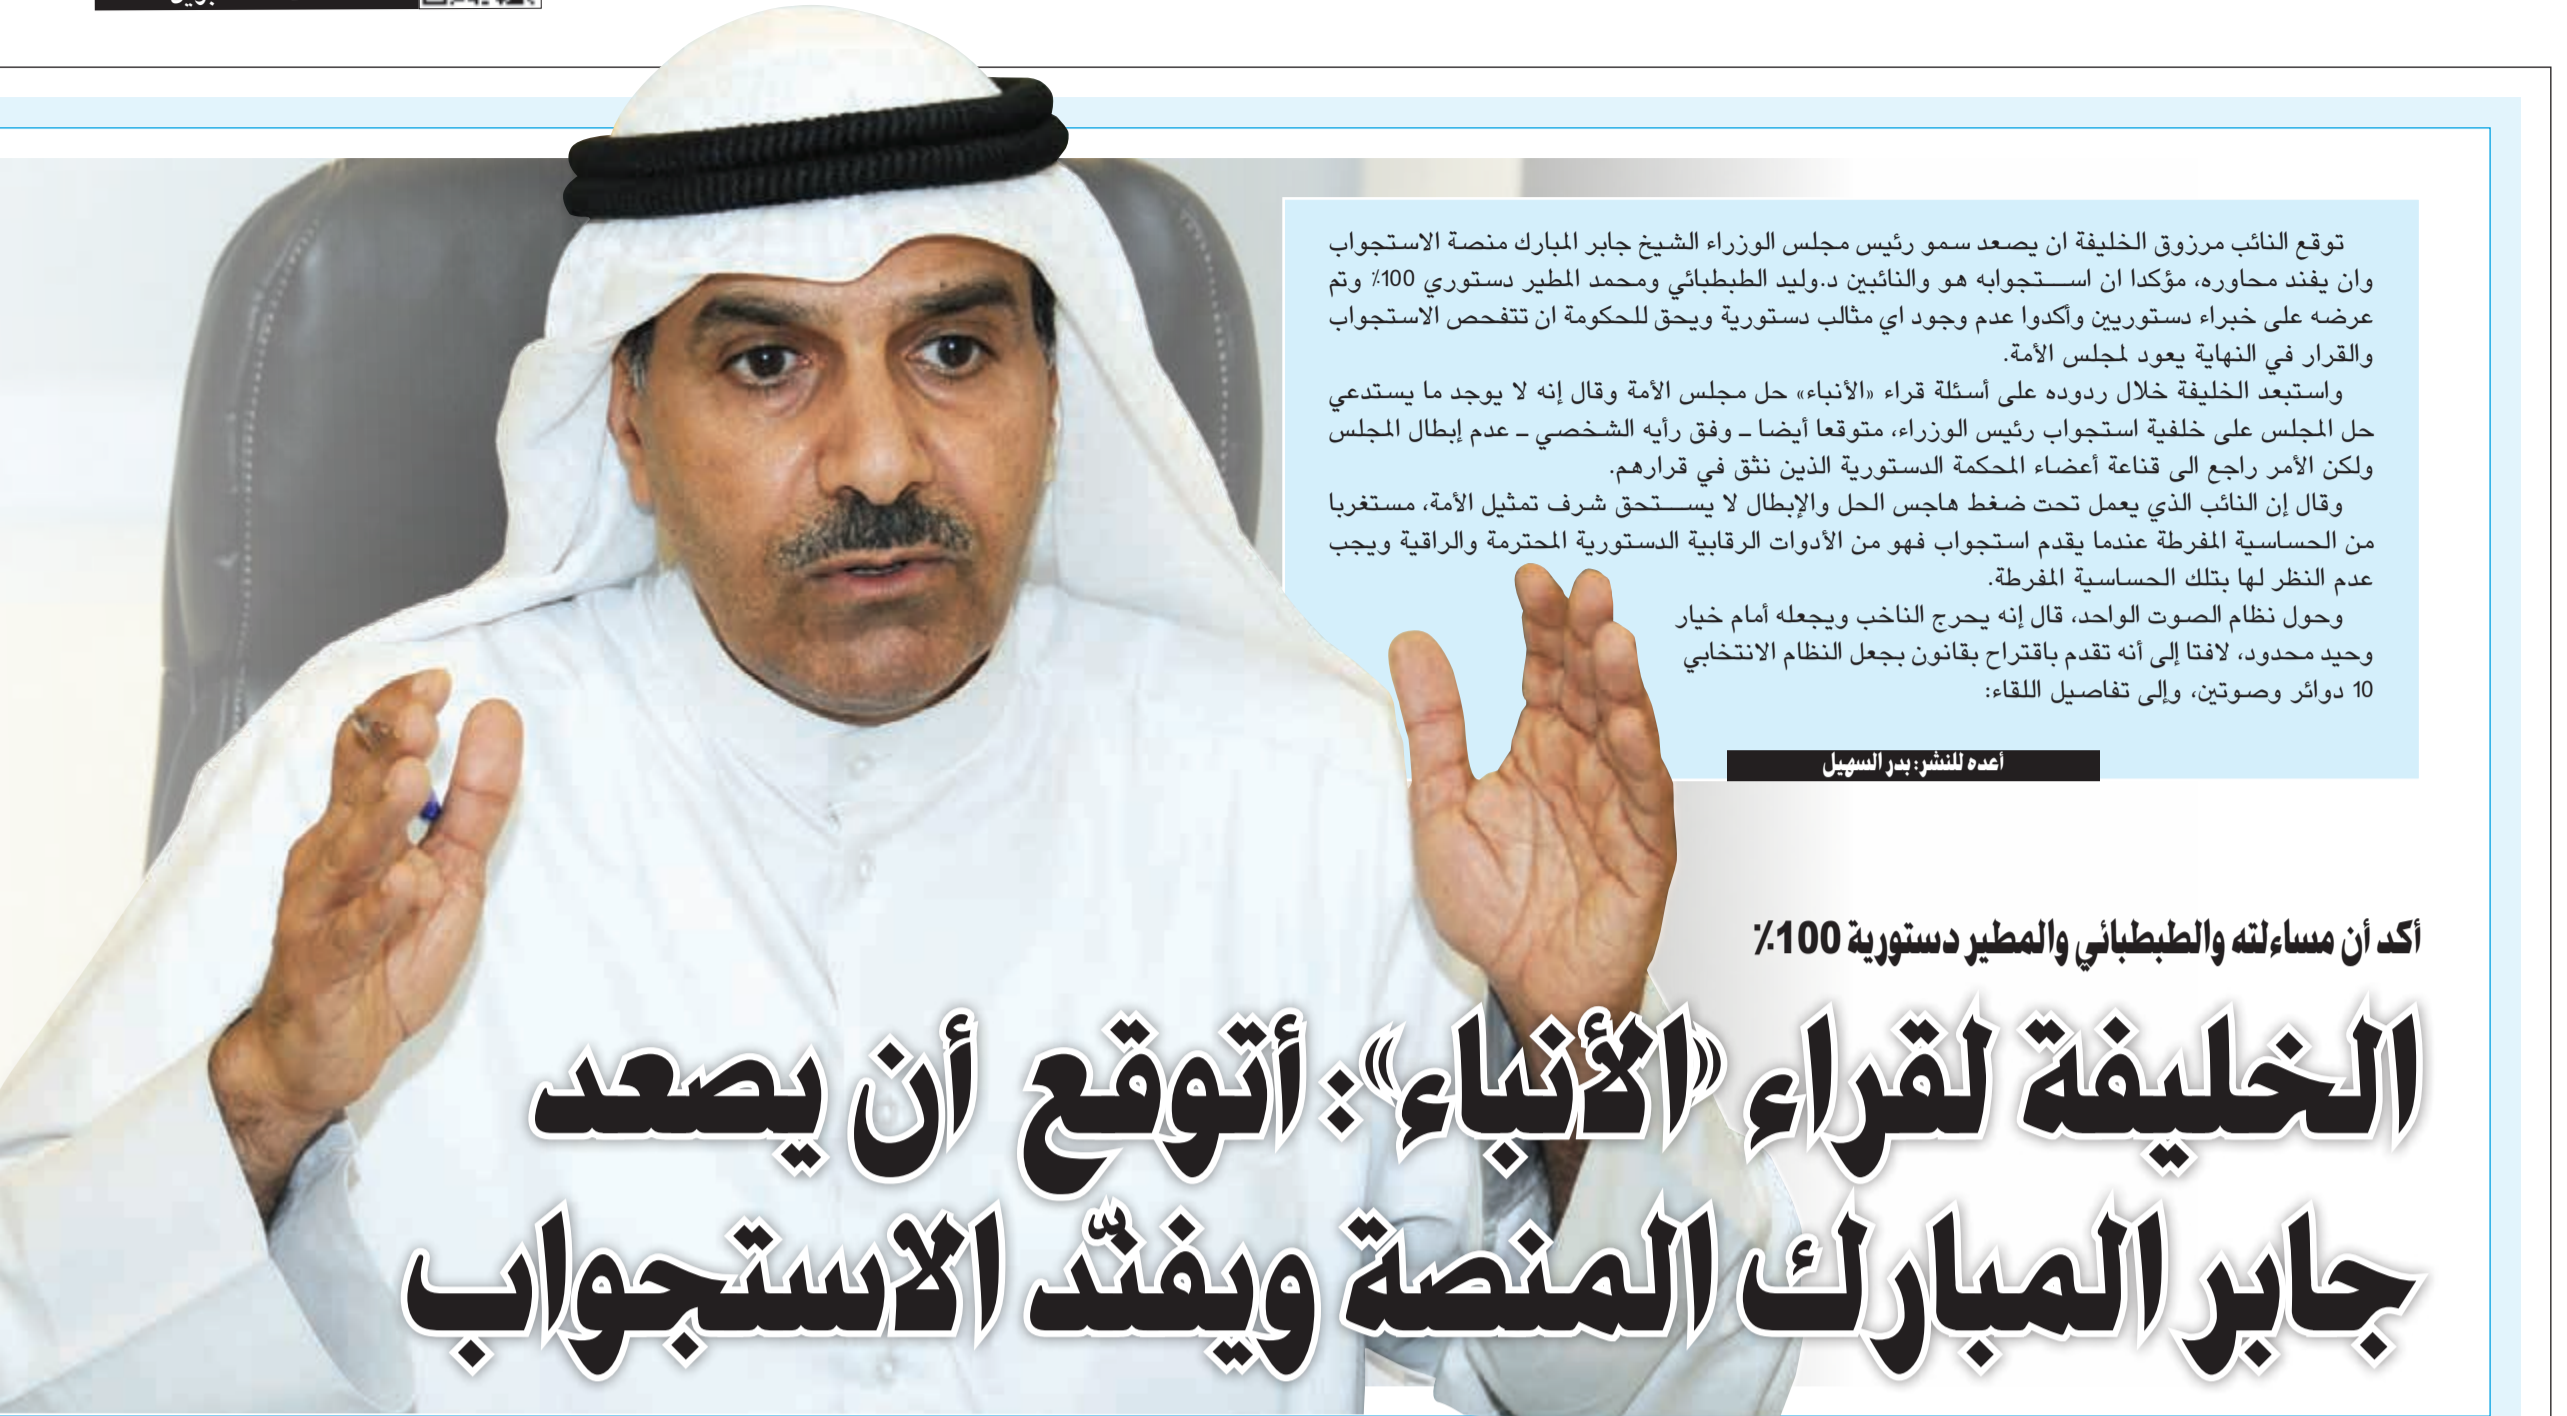 توقع النائب مرزوق الخليفة ان يصعد سمو رئيس مجلس الوزراء الشيخ جابر المبارك منصة الاستجواب
وان يفند محاوره، مؤكدا ان استجوابه هو والنائبين د.وليد الطبطبائي ومحمد المطير دستوري 100٪ وتم
عرضه على خبراء دستوريين وأكدوا عدم وجود اي مثالب دستورية ويحق للحكومة ان تتفحص الاستجواب
والقرار في النهاية يعود لمجلس الأمة.
واستبعد الخليفة خلال ردوده على أسئلة قراء «الأنباء» حل مجلس الأمة وقال إنه لا يوجد ما يستدعي
حل المجلس على خلفية استجواب رئيس الوزراء، متوقعا أيضا ـ وفق رأيه الشخصي ـ عدم إبطال المجلس
ولكن الأمر راجع الى قناعة أعضاء المحكمة الدستورية الذين نثق في قرارهم.
وقال إن النائب الذي يعمل تحت ضغط هاجس الحل والإبطال لا يستحق شرف تمثيل الأمة، مستغربا
من الحساسية المفرطة عندما يقدم استجواب فهو من الأدوات الرقابية الدستورية المحترمة والراقية ويجب
عدم النظر لها بتلك الحساسية المفرطة.
وحول نظام الصوت الواحد، قال إنه يحرج الناخب ويجعله أمام خيار
وحيد محدود، لافتا إلى أنه تقدم باقتراح بقانون بجعل النظام الانتخابي
10 دوائر وصوتين، وإلى تفاصيل اللقاء:
أعده للنشر: بدر السهيل
أكد أن مساءلته والطبطبائي والمطير دستورية 100٪
الخليفة لقراء «الأنباء»: أتوقع أن يصعد
جابر المبارك المنصة ويفنّد الاستجواب